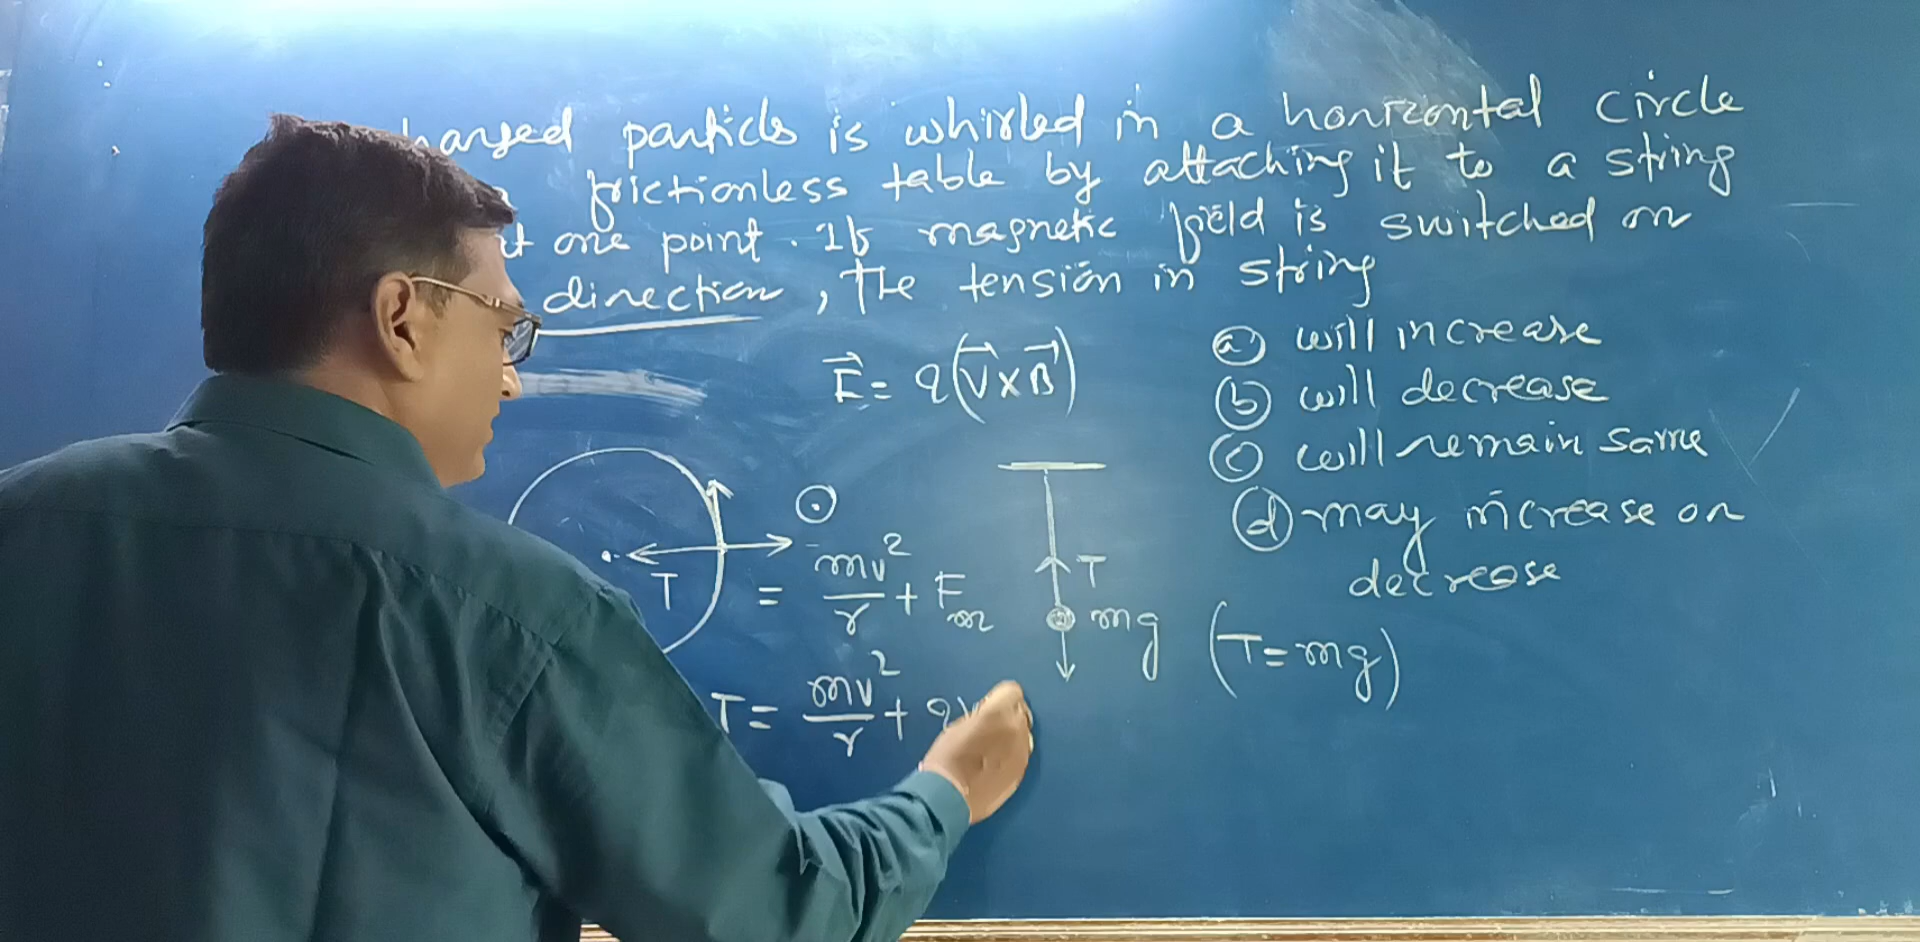 particle is whirled in a horizontal circle
frictionless table by attaching it to a string
one point. If magnetic field is switched on
direction, The tension in string
F = q(V×B)
(a) will increase
(b) will decrease
(c) will remain same
(d) may increase or
decrease
T = mv²/r + Fm
T
mg (T=mg)
T = mv²/r +